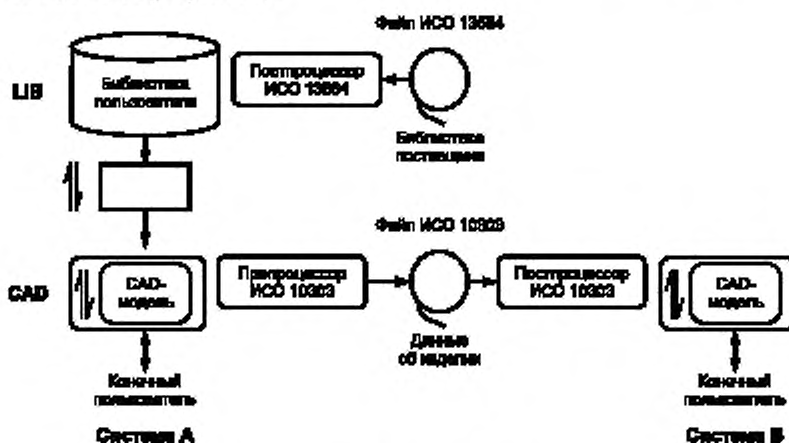 Файл ИСО 13584
LIB
Библиотека
пользователя
Постпроцессор
ИСО 13584
Библиотека
поставщика
Файл ИСО 10303
CAD
CAD-
модель
Препроцессор
ИСО 10303
Постпроцессор
ИСО 10303
CAD-
модель
Данные
об изделии
Конечный
пользователь
Конечный
пользователь
Система A
Система B